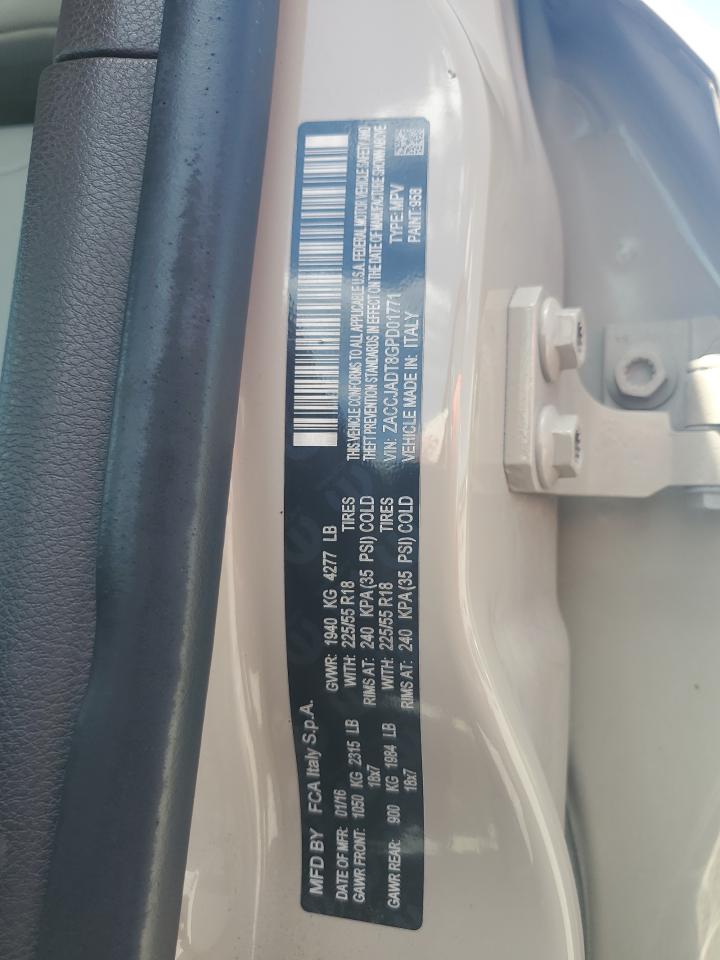 MFD BY FCA Italy S.p.A.
DATE OF MFR: 01/16 GVWR: 1940 KG 4277 LB
GAWR FRONT: 1050 KG 2315 LB WITH: 225/55 R18 TIRES
18x7 RIMS AT: 240 KPA(35 PSI) COLD
GAWR REAR: 900 KG 1984 LB WITH: 225/55 R18 TIRES
18x7 RIMS AT: 240 KPA(35 PSI) COLD
THIS VEHICLE CONFORMS TO ALL APPLICABLE U.S.A. FEDERAL MOTOR VEHICLE SAFETY AND
THEFT PREVENTION STANDARDS IN EFFECT ON THE DATE OF MANUFACTURE SHOWN ABOVE
VIN: ZACCJADT8GPD01771 TYPE: MPV
VEHICLE MADE IN: ITALY PAINT: 958